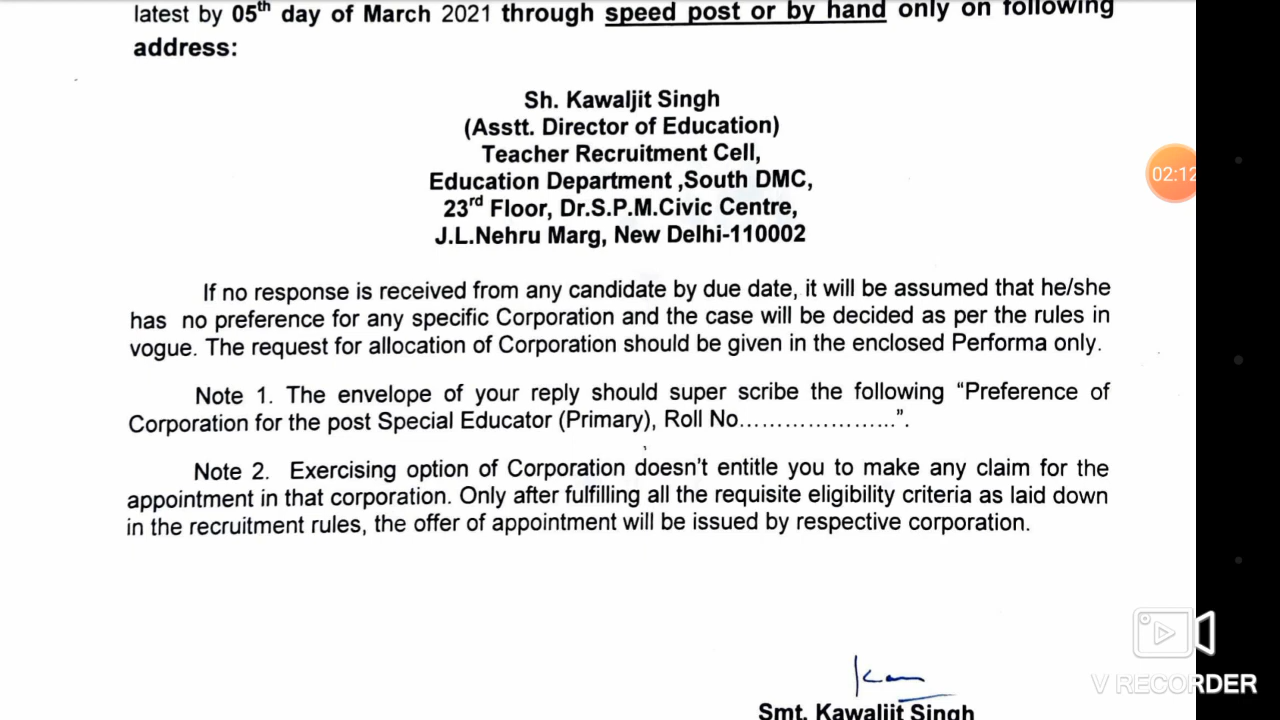 latest by 05th day of March 2021 through speed post or by hand only on following
address:
Sh. Kawaljit Singh
(Asstt. Director of Education)
Teacher Recruitment Cell,
Education Department ,South DMC,
23rd Floor, Dr.S.P.M.Civic Centre,
J.L.Nehru Marg, New Delhi-110002
If no response is received from any candidate by due date, it will be assumed that he/she
has no preference for any specific Corporation and the case will be decided as per the rules in
vogue. The request for allocation of Corporation should be given in the enclosed Performa only.
Note 1. The envelope of your reply should super scribe the following “Preference of
Corporation for the post Special Educator (Primary), Roll No…………………...”.
Note 2. Exercising option of Corporation doesn’t entitle you to make any claim for the
appointment in that corporation. Only after fulfilling all the requisite eligibility criteria as laid down
in the recruitment rules, the offer of appointment will be issued by respective corporation.
Smt. Kawaljit Singh
02:12
V RECORDER